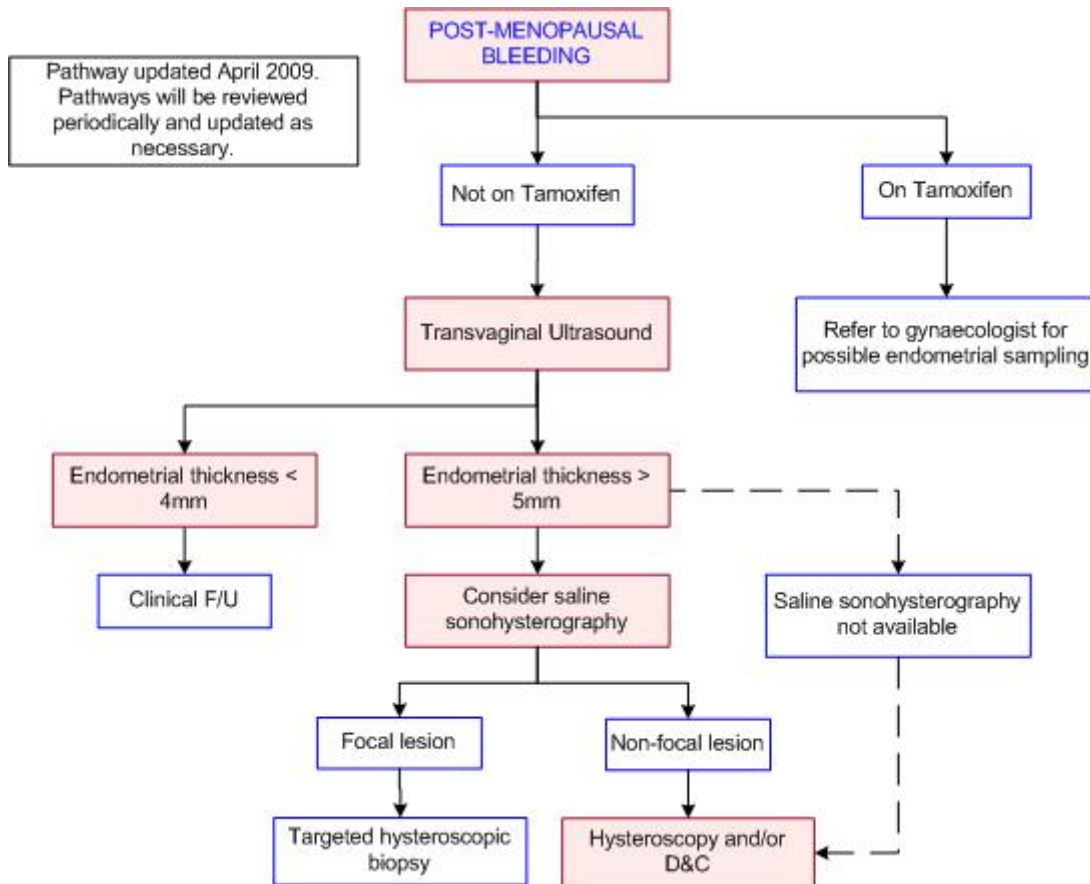 POST-MENOPAUSAL
BLEEDING
Pathway updated April 2009.
Pathways will be reviewed
periodically and updated as
necessary.
Not on Tamoxifen
On Tamoxifen
Transvaginal Ultrasound
Refer to gynaecologist for
possible endometrial sampling
Endometrial thickness <
4mm
Endometrial thickness >
5mm
Clinical F/U
Consider saline
sonohysterography
Saline sonohysterography
not available
Focal lesion
Non-focal lesion
Targeted hysteroscopic
biopsy
Hysteroscopy and/or
D&C